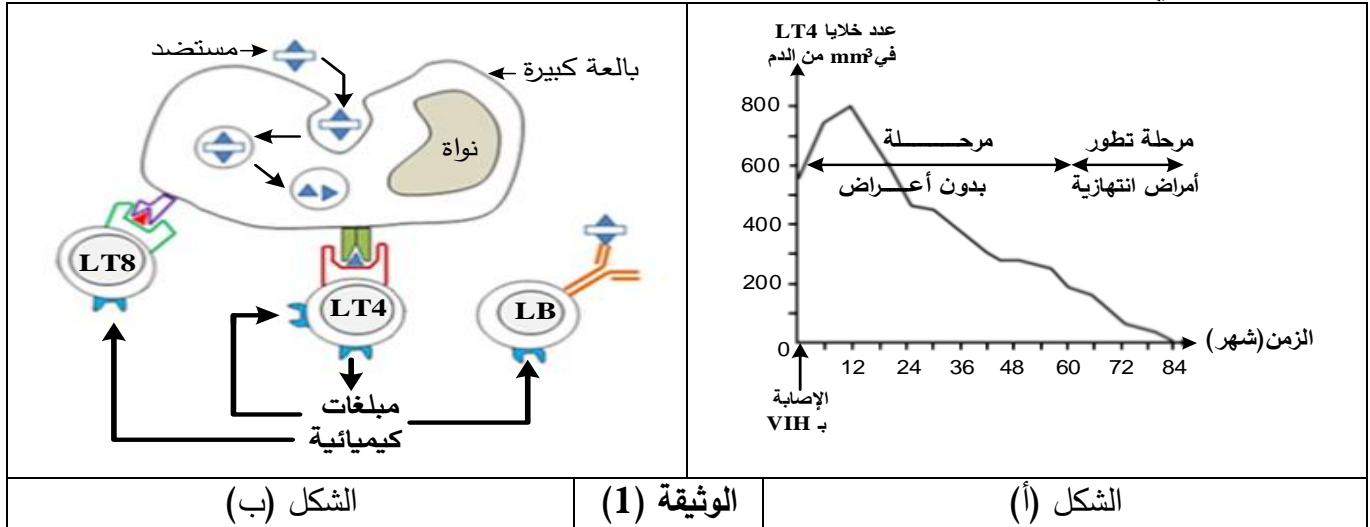 عدد خلايا LT4
في mm³ من الدم
800
600
400
200
0
مرحـــــــلة
بدون أعـــراض
مرحلة تطور
أمراض انتهازية
12 24 36 48 60 72 84
الزمن(شهر)
الإصابة
بـ VIH
مستضد
بالعة كبيرة
نواة
LT8
LT4
LB
مبلغات
كيميائية
الشكل (أ)
الوثيقة (1)
الشكل (ب)